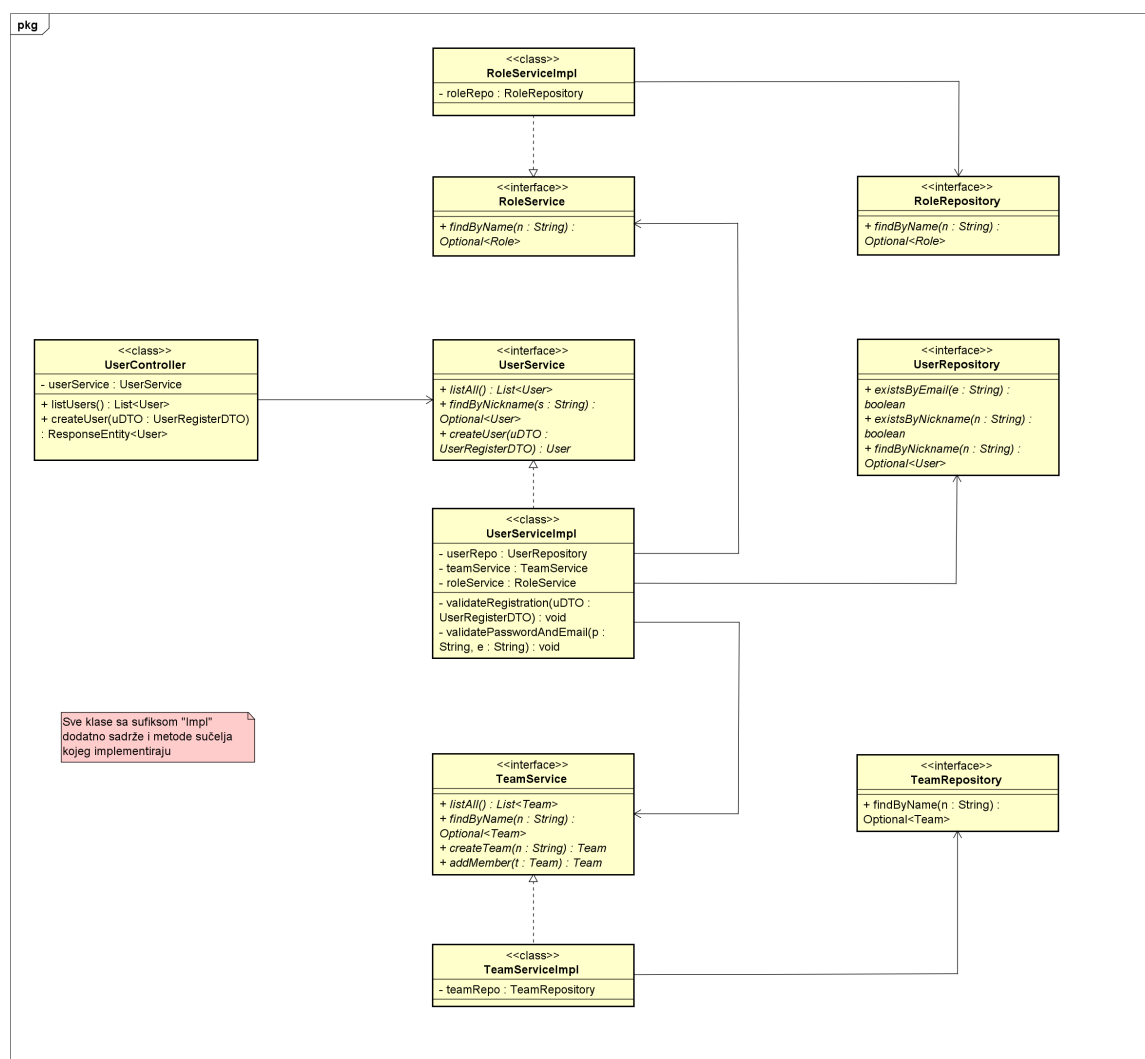 pkg
<<class>>
RoleServiceImpl
- roleRepo : RoleRepository
<<interface>>
RoleService
+ findByName(n : String) :
Optional<Role>
<<interface>>
RoleRepository
+ findByName(n : String) :
Optional<Role>
<<class>>
UserController
- userService : UserService
+ listUsers() : List<User>
+ createUser(uDTO : UserRegisterDTO)
: ResponseEntity<User>
<<interface>>
UserService
+ listAll() : List<User>
+ findByNickname(s : String) :
Optional<User>
+ createUser(uDTO :
UserRegisterDTO) : User
<<interface>>
UserRepository
+ existsByEmail(e : String) :
boolean
+ existsByNickname(n : String) :
boolean
+ findByNickname(n : String) :
Optional<User>
<<class>>
UserServiceImpl
- userRepo : UserRepository
- teamService : TeamService
- roleService : RoleService
- validateRegistration(uDTO :
UserRegisterDTO) : void
- validatePasswordAndEmail(p :
String, e : String) : void
Sve klase sa sufiksom "Impl"
dodatno sadrže i metode sučelja
kojeg implementiraju
<<interface>>
TeamService
+ listAll() : List<Team>
+ findByName(n : String) :
Optional<Team>
+ createTeam(n : String) : Team
+ addMember(t : Team) : Team
<<interface>>
TeamRepository
+ findByName(n : String) :
Optional<Team>
<<class>>
TeamServiceImpl
- teamRepo : TeamRepository